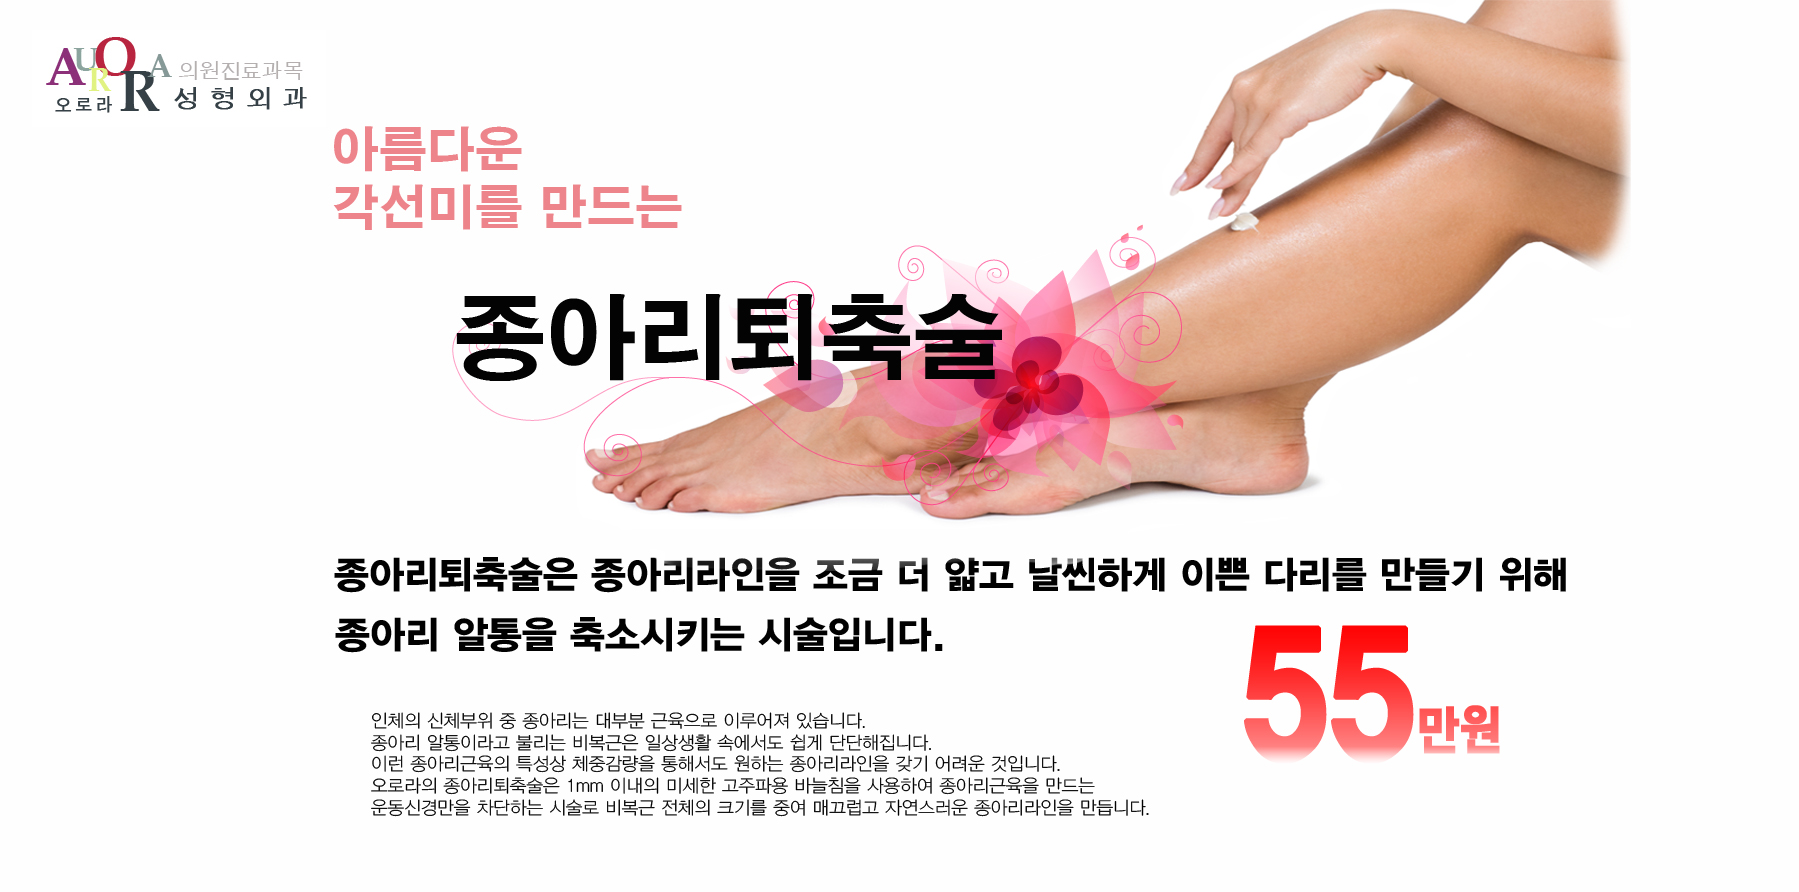 AURORA
오로라
의원진료과목
성형외과
아름다운
각선미를 만드는
종아리퇴축술
종아리퇴축술은 종아리라인을 조금 더 얇고 날씬하게 이쁜 다리를 만들기 위해
종아리 알통을 축소시키는 시술입니다.
55만원
인체의 신체부위 중 종아리는 대부분 근육으로 이루어져 있습니다.
종아리 알통이라고 불리는 비복근은 일상생활 속에서도 쉽게 단단해집니다.
이런 종아리근육의 특성상 체중감량을 통해서도 원하는 종아리라인을 갖기 어려운 것입니다.
오로라의 종아리퇴축술은 1mm 이내의 미세한 고주파용 바늘침을 사용하여 종아리근육을 만드는
운동신경만을 차단하는 시술로 비복근 전체의 크기를 줄여 매끄럽고 자연스러운 종아리라인을 만듭니다.